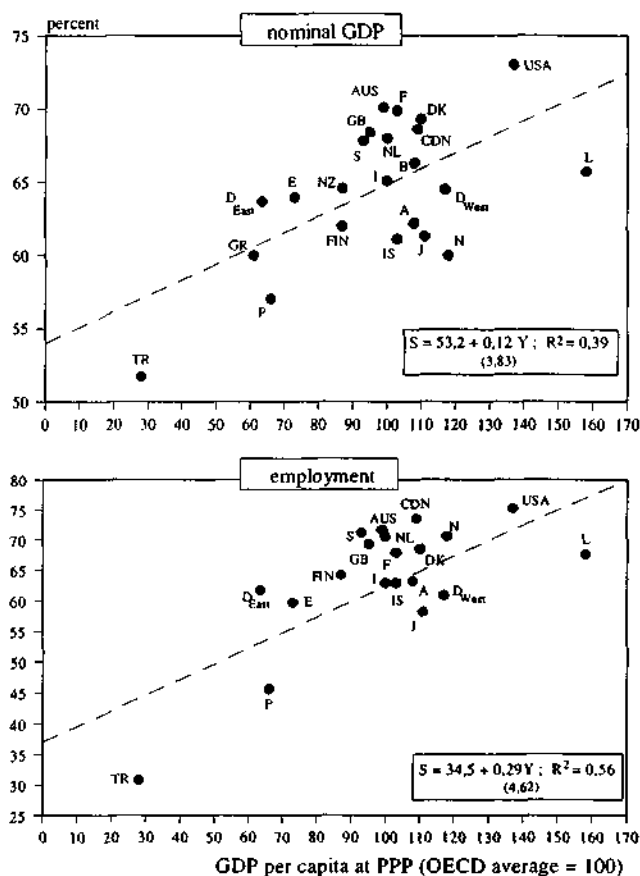 percent
nominal GDP
75
USA
AUS F
70
DK
GB
CDN
S NL
B
L
I
65
D East E NZ
D West
A
GR FIN
IS J N
60
P
55
TR
S = 53,2 + 0,12 Y ; R² = 0,39
(3,83)
50
0 10 20 30 40 50 60 70 80 90 100 110 120 130 140 150 160 170
employment
80
CDN
USA
75
S AUS N
70
GB NL L
F DK
65
FIN I
D East E IS A D West
60
J
55
50
45
P
40
35
TR
30
S = 34,5 + 0,29 Y ; R² = 0,56
(4,62)
25
0 10 20 30 40 50 60 70 80 90 100 110 120 130 140 150 160 170
GDP per capita at PPP (OECD average = 100)